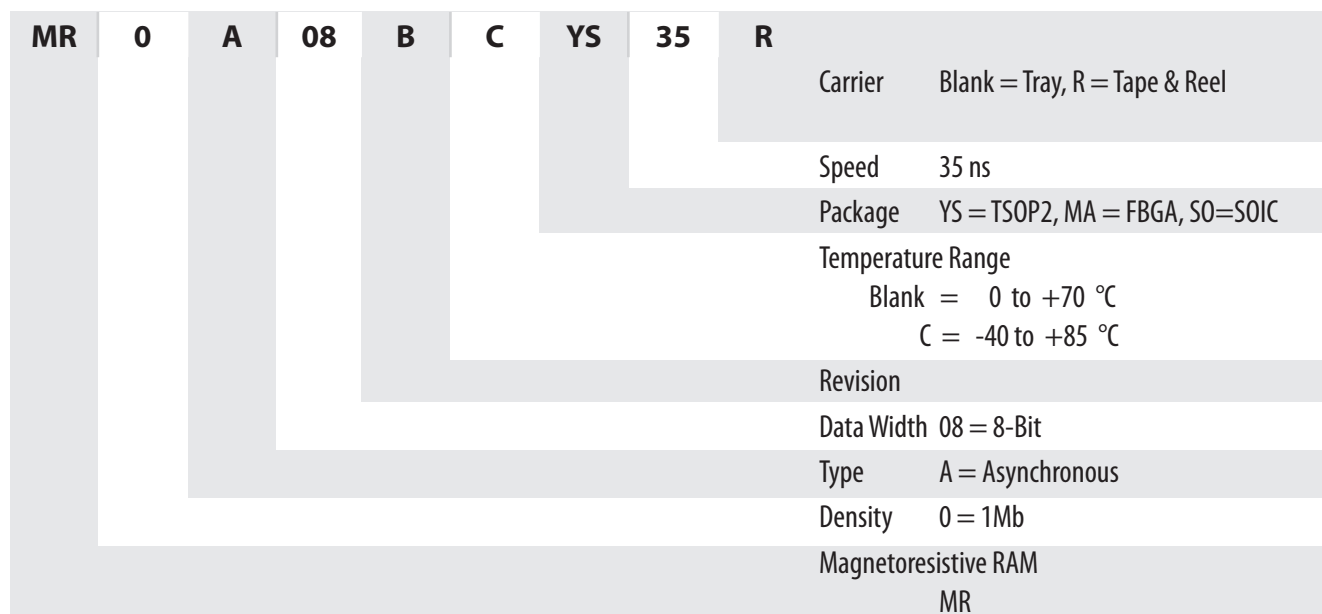 MR 0 A 08 B C YS 35 R
Carrier Blank = Tray, R = Tape & Reel
Speed 35 ns
Package YS = TSOP2, MA = FBGA, SO=SOIC
Temperature Range
Blank = 0 to +70 °C
C = -40 to +85 °C
Revision
Data Width 08 = 8-Bit
Type A = Asynchronous
Density 0 = 1Mb
Magnetoresistive RAM
MR